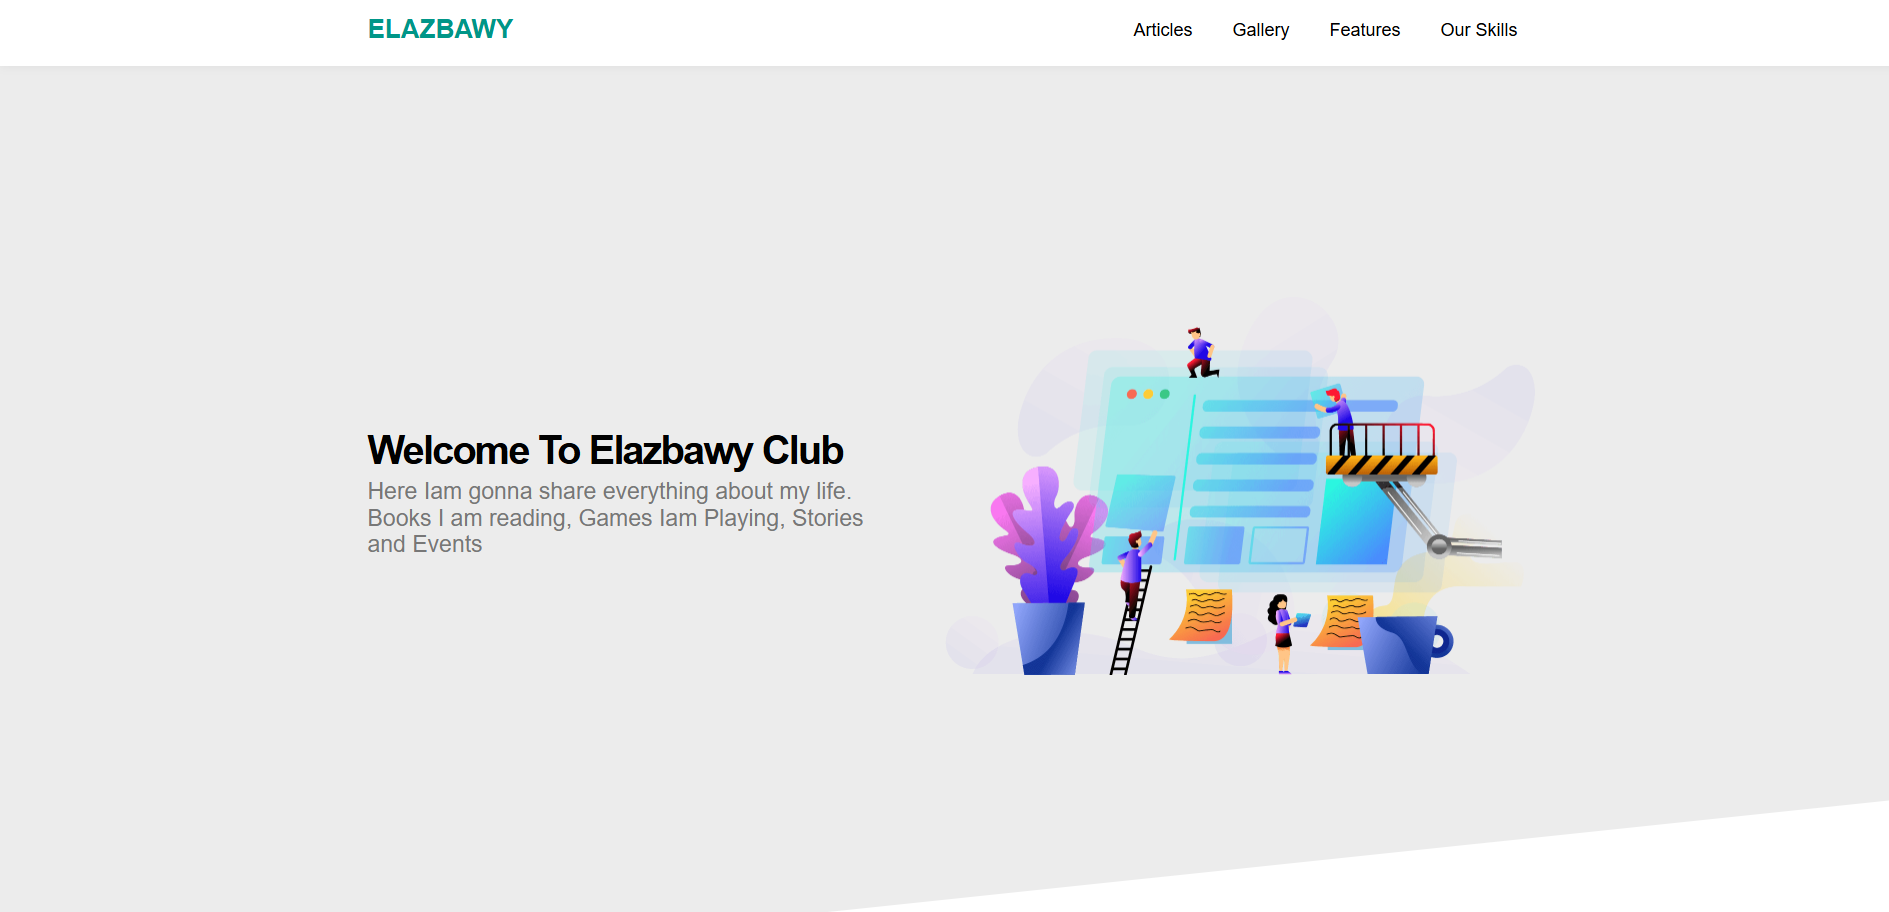 ELAZBAWY
Articles Gallery Features Our Skills
Welcome To Elazbawy Club
Here Iam gonna share everything about my life.
Books I am reading, Games Iam Playing, Stories
and Events